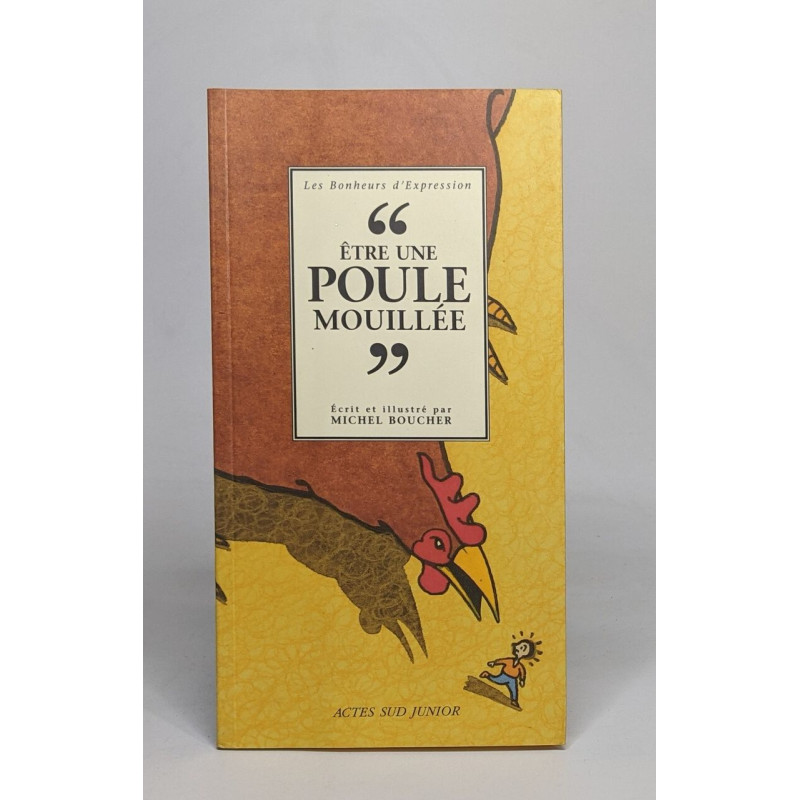 Les Bonheurs d'Expression
“
ÊTRE UNE
POULE
MOUILLÉE
”
Écrit et illustré par
MICHEL BOUCHER
ACTES SUD JUNIOR